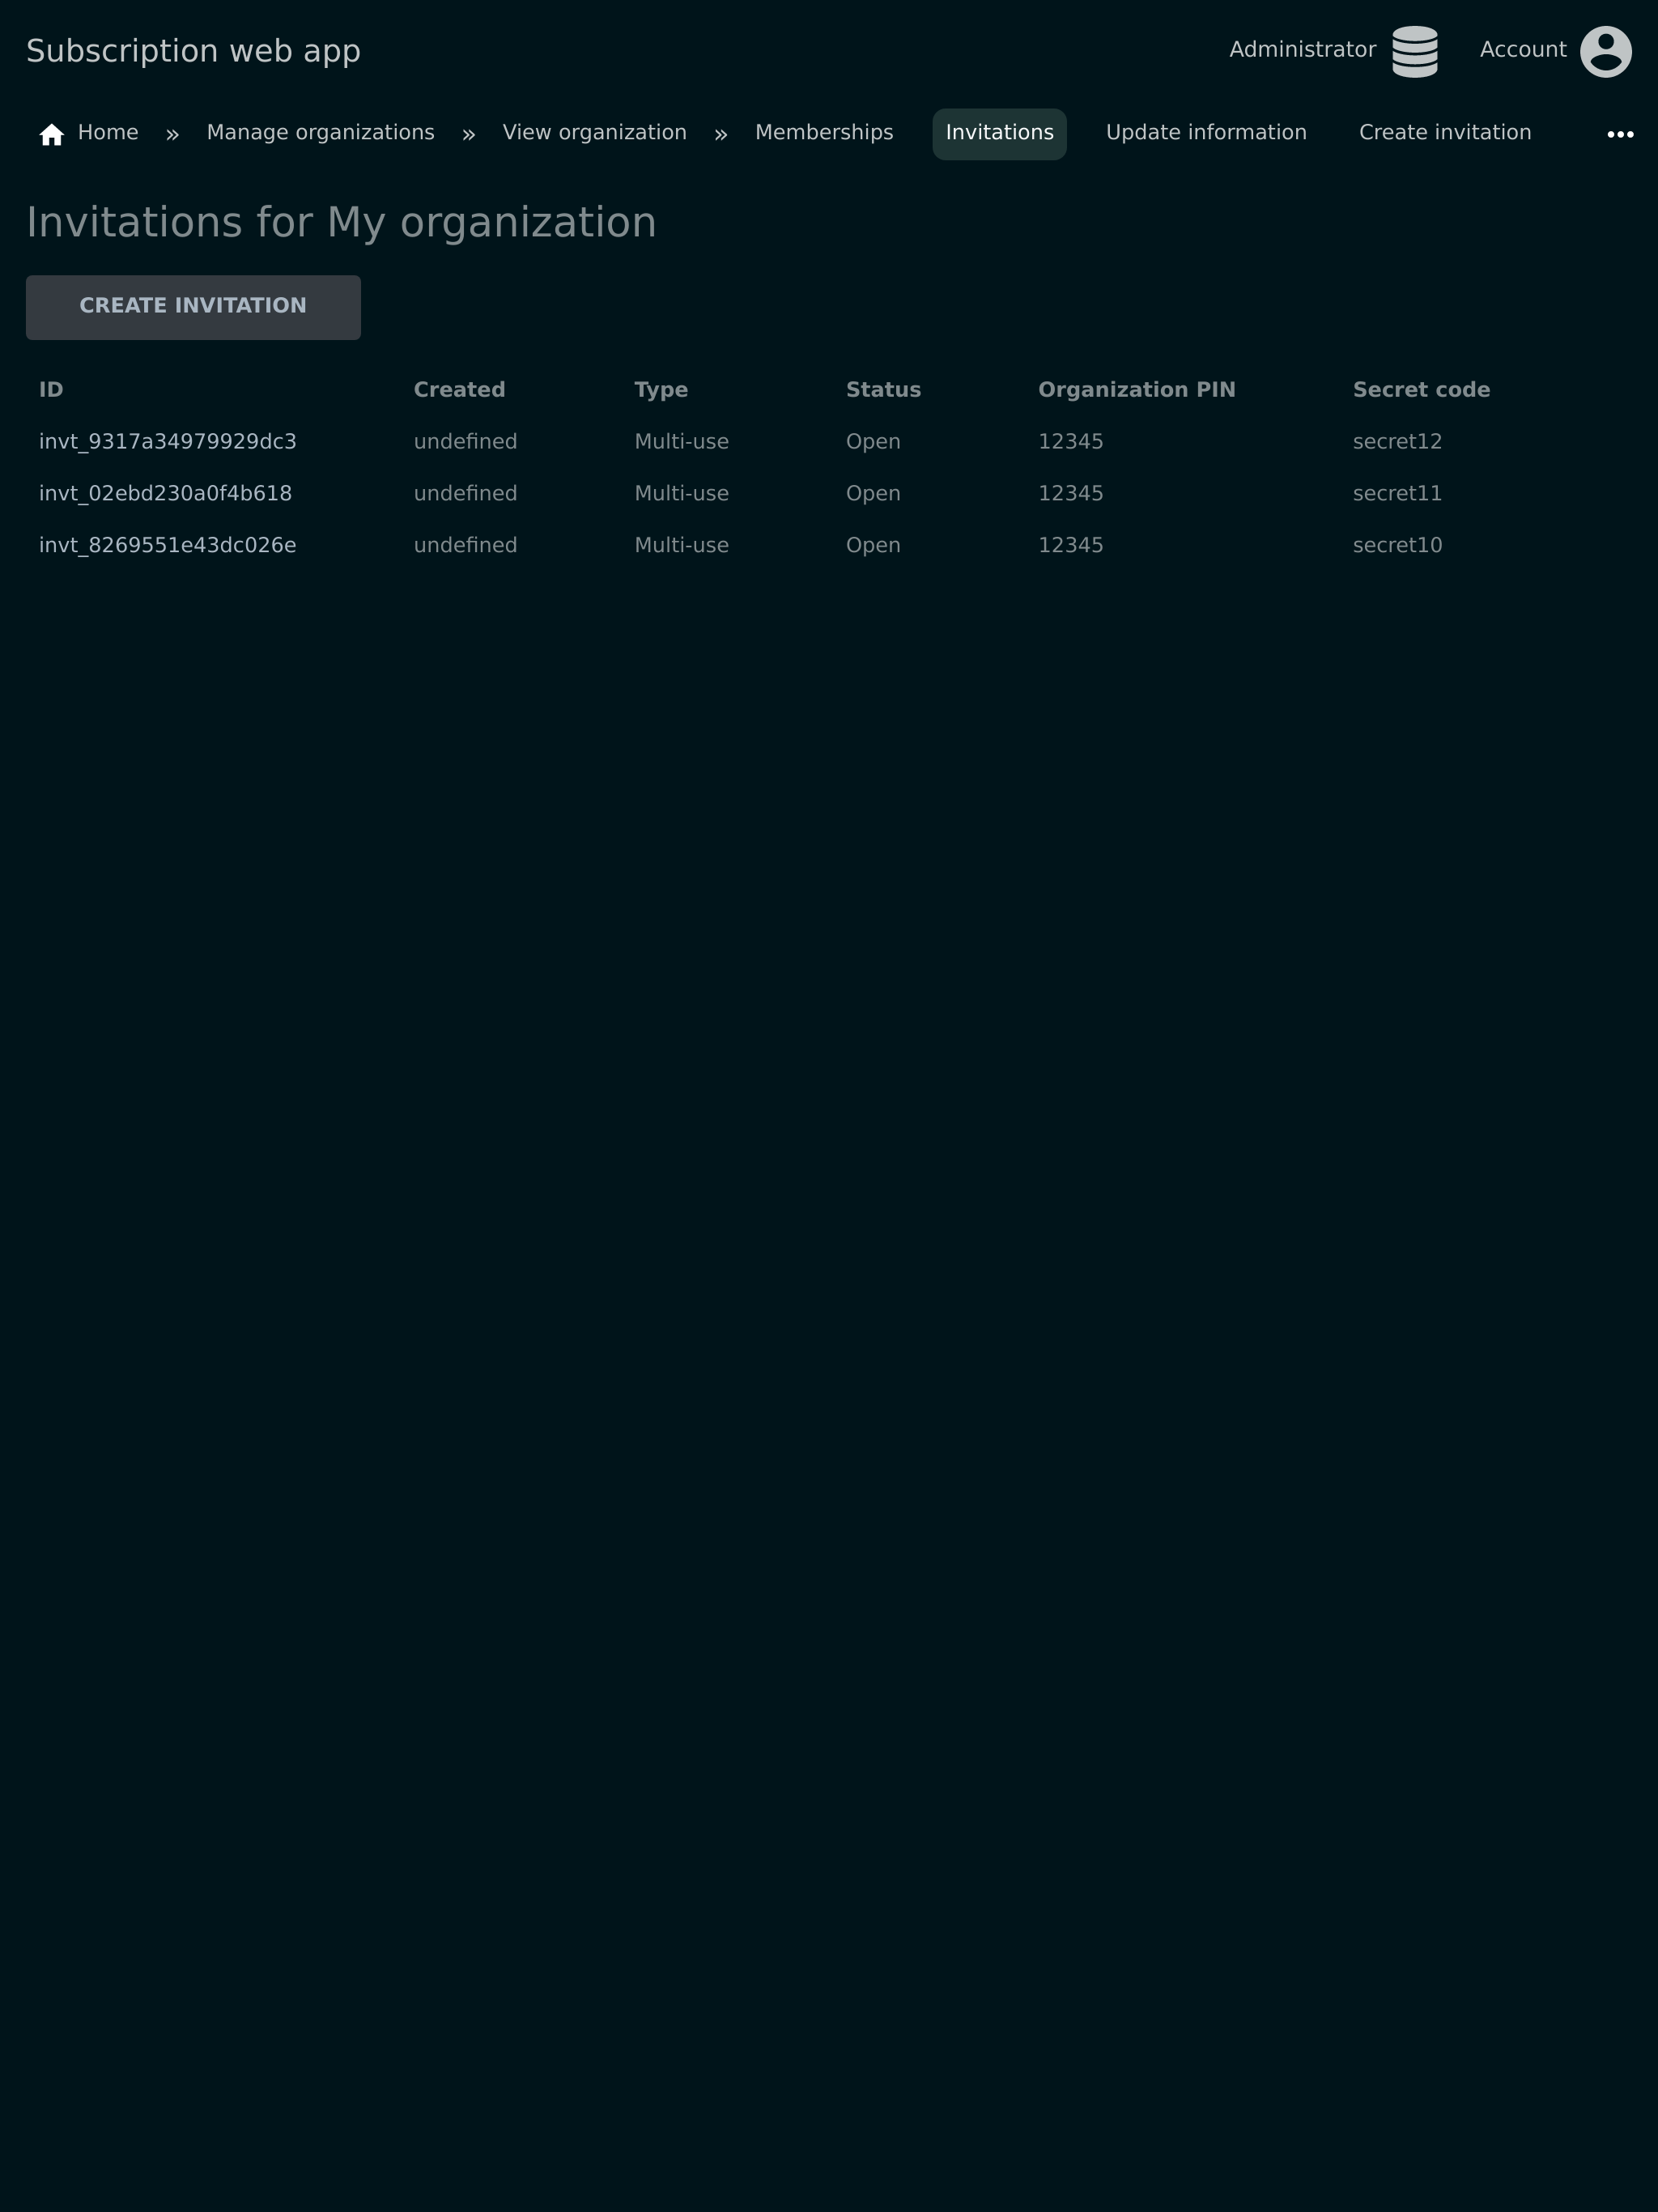 Subscription web app Administrator Account
Home » Manage organizations » View organization » Memberships Invitations Update information Create invitation •••
Invitations for My organization
CREATE INVITATION
ID Created Type Status Organization PIN Secret code
invt_9317a34979929dc3 undefined Multi-use Open 12345 secret12
invt_02ebd230a0f4b618 undefined Multi-use Open 12345 secret11
invt_8269551e43dc026e undefined Multi-use Open 12345 secret10